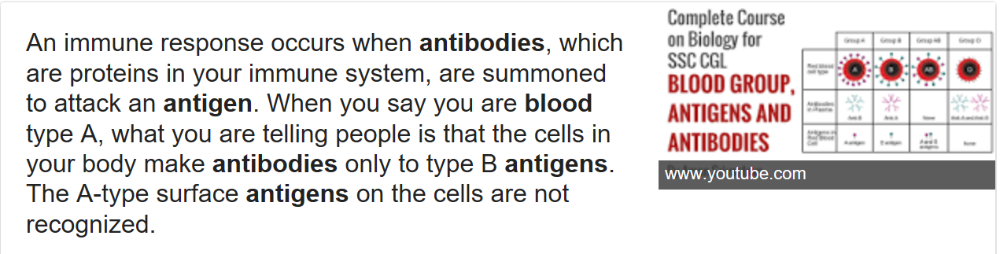 An immune response occurs when antibodies, which
are proteins in your immune system, are summoned
to attack an antigen. When you say you are blood
type A, what you are telling people is that the cells in
your body make antibodies only to type B antigens.
The A-type surface antigens on the cells are not
recognized.
Complete Course
on Biology for
SSC CGL
BLOOD GROUP,
ANTIGENS AND
ANTIBODIES
Group A Group B Group AB Group O
Red blood
cell type
A B AB O
Antibodies
in Plasma
Anti-B Anti-A None Anti-A and Anti-B
Antigens in
Red Blood
Cell
A antigen B antigen A and B
antigens None
www.youtube.com